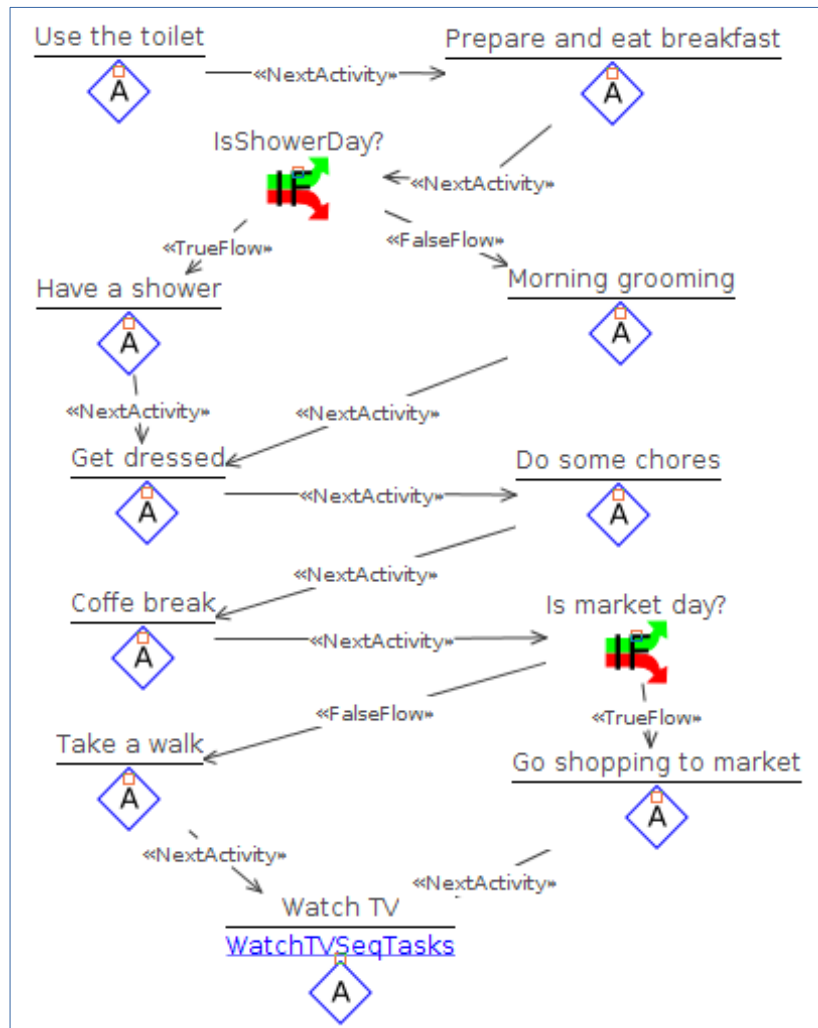 Use the toilet
Prepare and eat breakfast
«NextActivity»
A
A
IsShowerDay?
IF
«NextActivity»
«TrueFlow»
«FalseFlow»
Have a shower
Morning grooming
A
A
«NextActivity»
«NextActivity»
Get dressed
Do some chores
A
«NextActivity»
A
«NextActivity»
Coffe break
Is market day?
A
«NextActivity»
IF
«FalseFlow»
«TrueFlow»
Take a walk
Go shopping to market
A
A
«NextActivity»
«NextActivity»
Watch TV
WatchTVSeqTasks
A